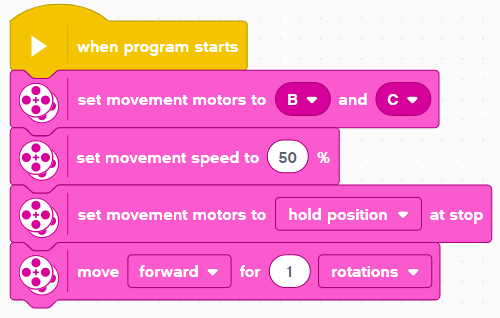 when program starts
set movement motors to B and C
set movement speed to 50 %
set movement motors to hold position at stop
move forward for 1 rotations